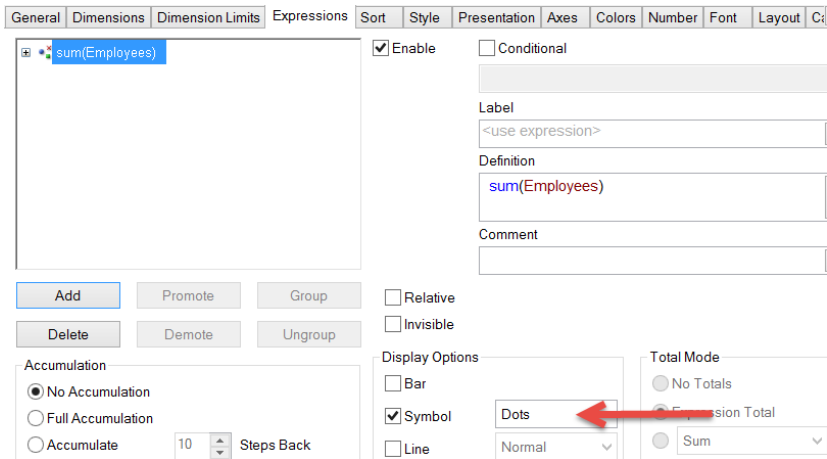 General Dimensions Dimension Limits Expressions Sort Style Presentation Axes Colors Number Font Layout
sum(Employees)
Enable
Conditional
Label
<use expression>
Definition
sum(Employees)
Comment
Add Promote Group
Delete Demote Ungroup
Relative
Invisible
Accumulation
No Accumulation
Full Accumulation
Accumulate 10 Steps Back
Display Options
Bar
Symbol Dots
Line Normal
Total Mode
No Totals
Expression Total
Sum